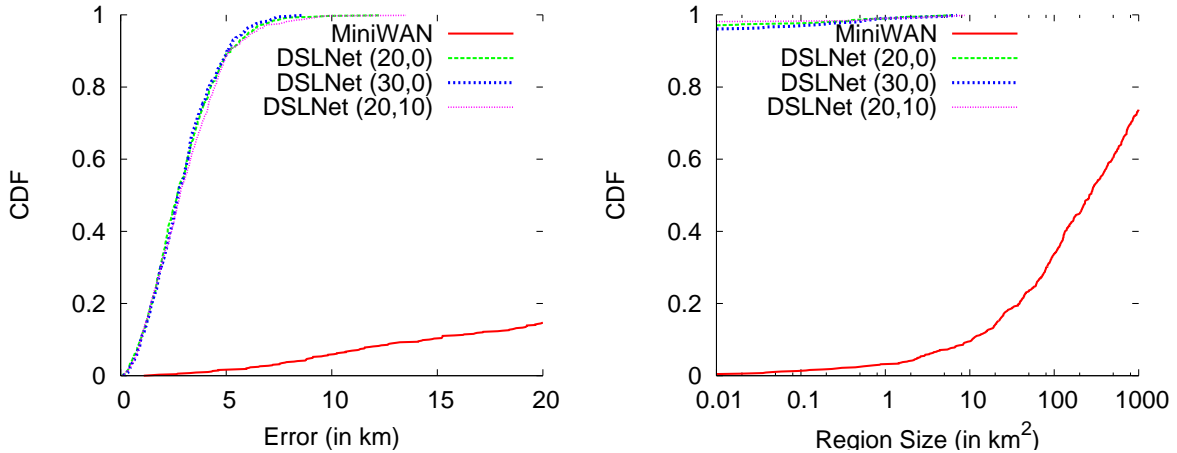 1
0.8
0.6
0.4
0.2
0
CDF
0 5 10 15 20
Error (in km)
MiniWAN
DSLNet (20,0)
DSLNet (30,0)
DSLNet (20,10)
1
0.8
0.6
0.4
0.2
0
CDF
0.01 0.1 1 10 100 1000
Region Size (in km²)
MiniWAN
DSLNet (20,0)
DSLNet (30,0)
DSLNet (20,10)